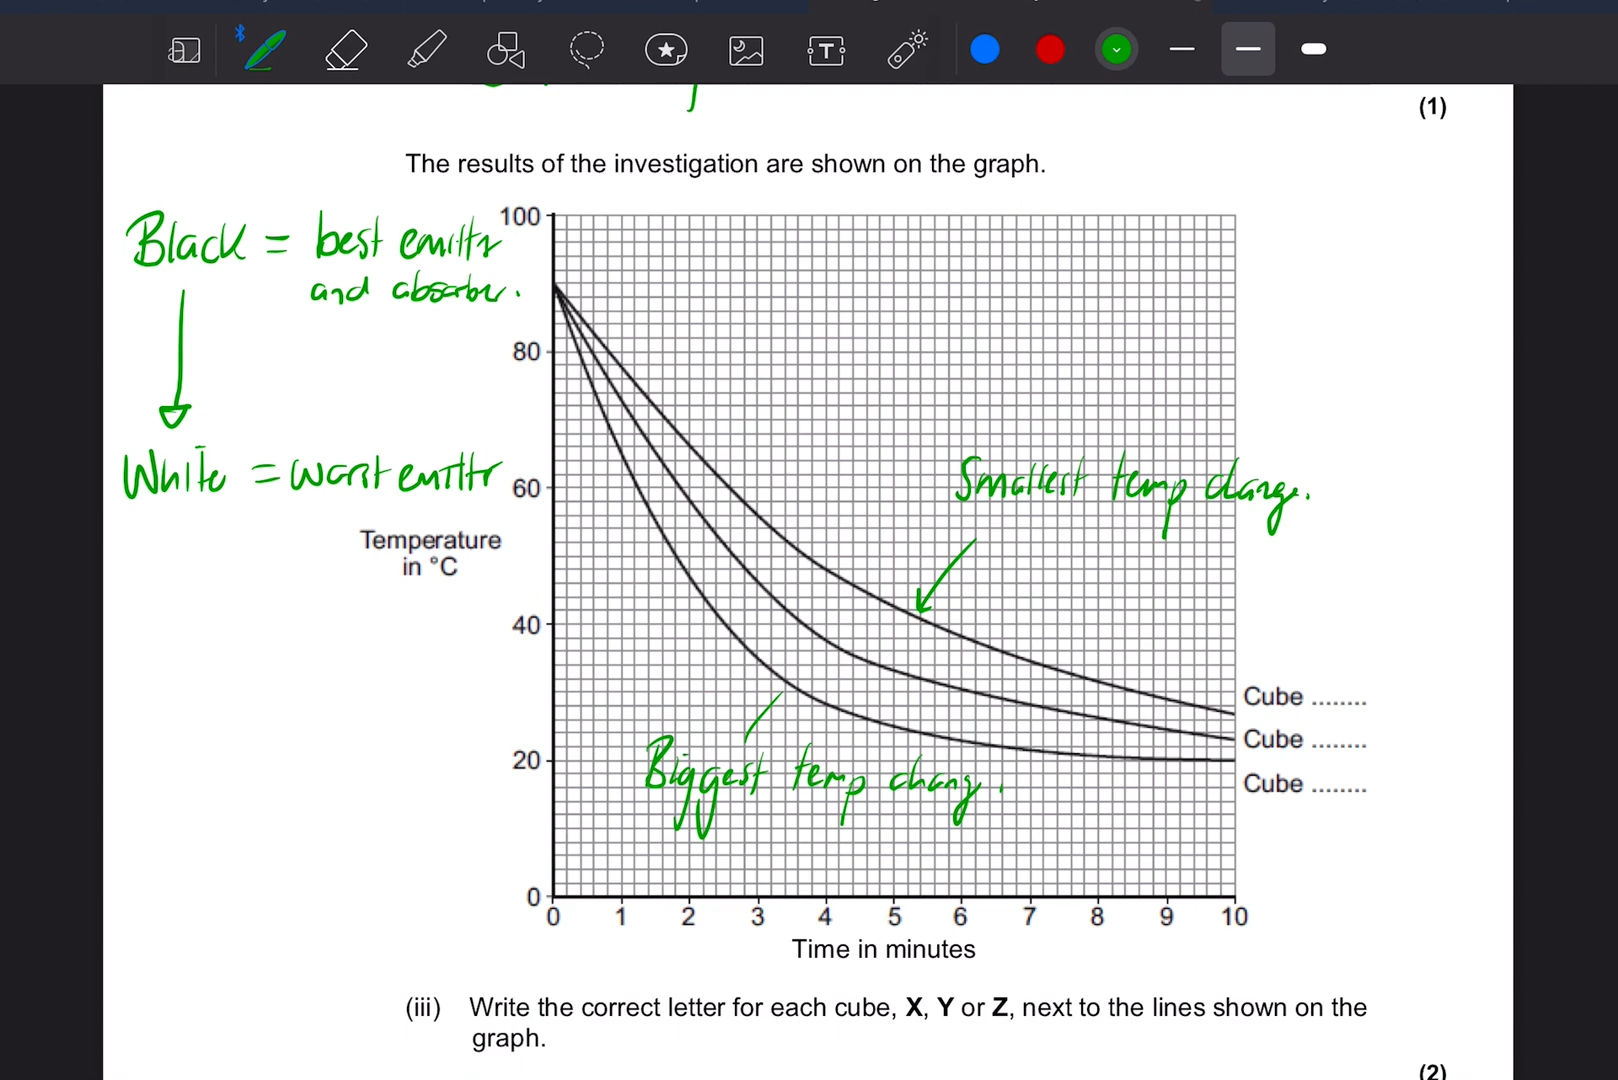 (1)
The results of the investigation are shown on the graph.
Black = best emitter
and absorber.
White = worst emitter
100
80
60
40
20
0
Temperature
in °C
Smallest temp change.
Biggest temp change.
Cube ........
Cube ........
Cube ........
0 1 2 3 4 5 6 7 8 9 10
Time in minutes
(iii) Write the correct letter for each cube, X, Y or Z, next to the lines shown on the
graph.
(2)